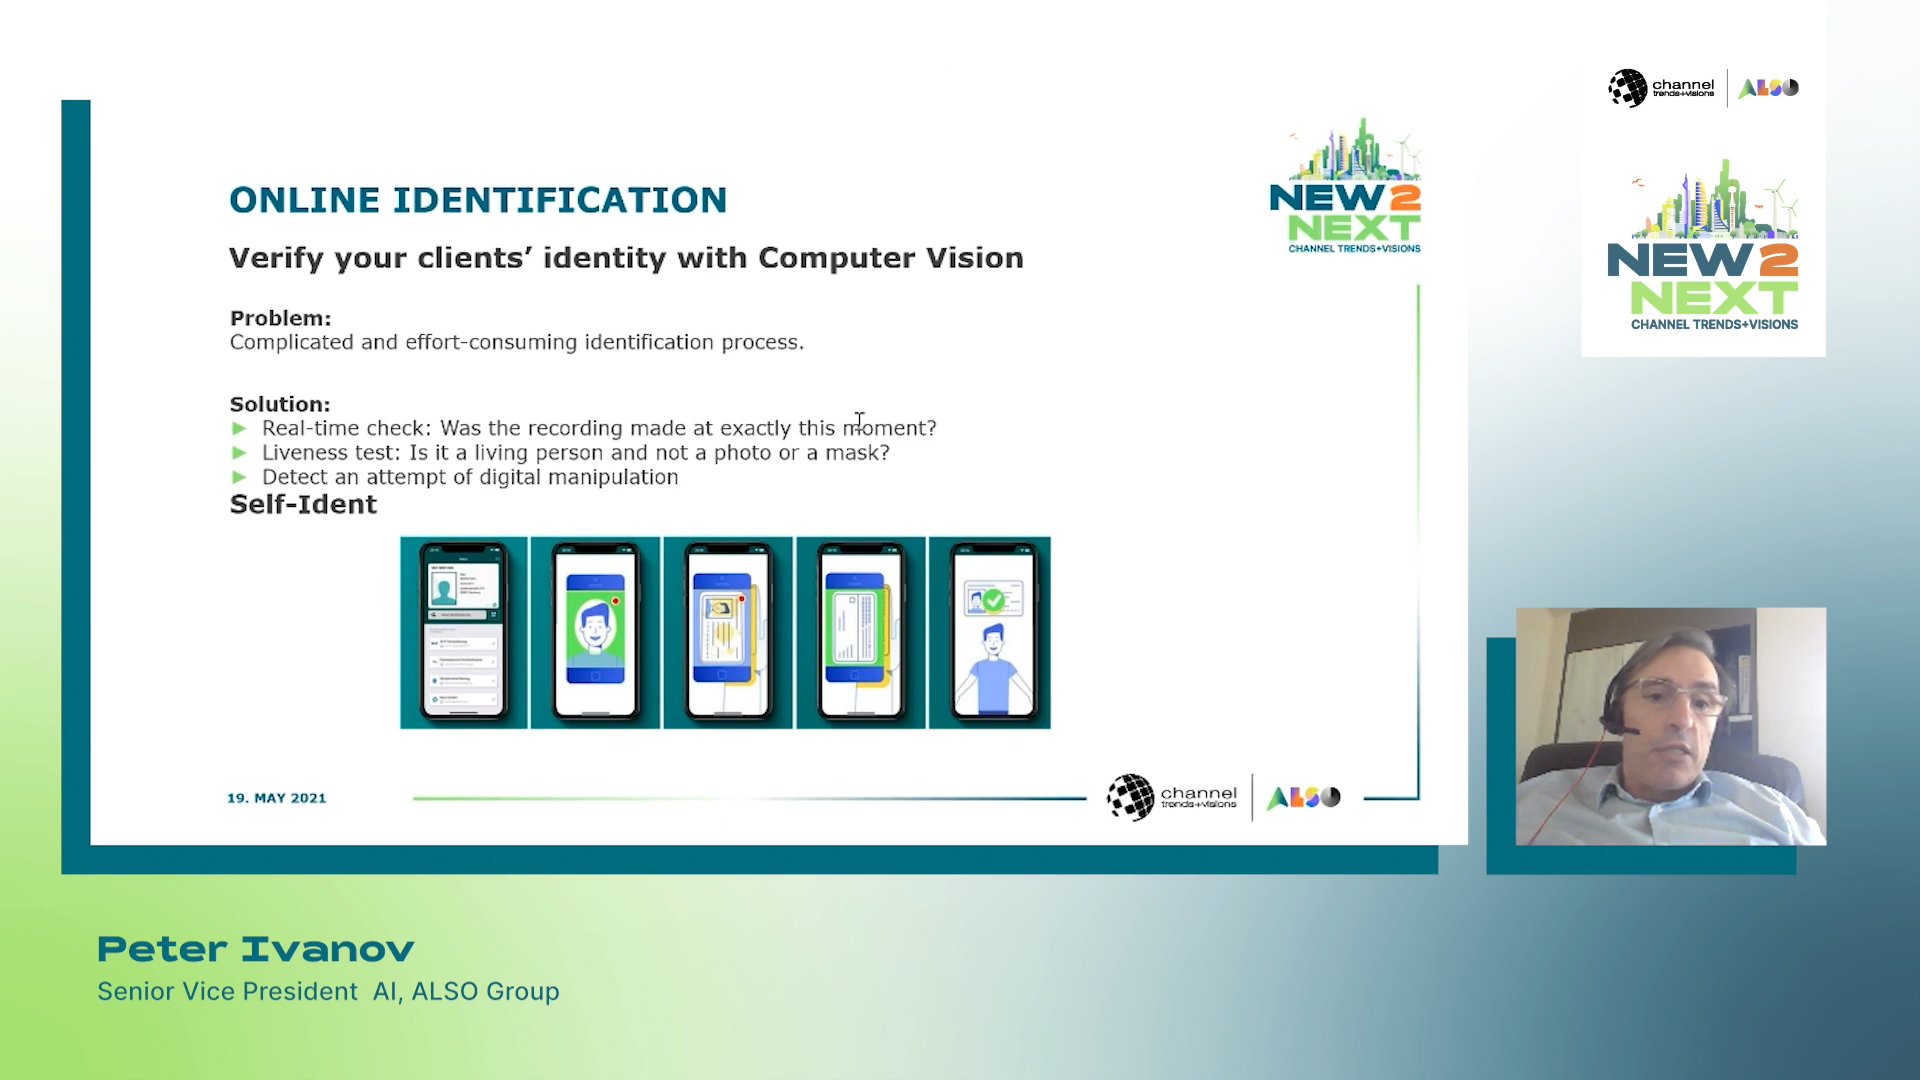 channel
trends+visions
ALSO
NEW 2
NEXT
CHANNEL TRENDS+VISIONS
ONLINE IDENTIFICATION
Verify your clients’ identity with Computer Vision
Problem:
Complicated and effort-consuming identification process.
Solution:
Real-time check: Was the recording made at exactly this moment?
Liveness test: Is it a living person and not a photo or a mask?
Detect an attempt of digital manipulation
Self-Ident
NEW 2
NEXT
CHANNEL TRENDS+VISIONS
19. MAY 2021
channel
trends+visions
ALSO
Peter Ivanov
Senior Vice President  AI, ALSO Group